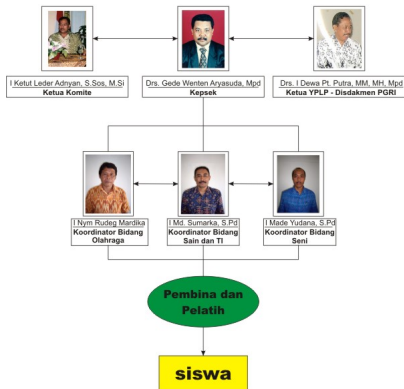 I Ketut Leder Adnyan, S.Sos, M.Si
Ketua Komite
Drs. Gede Wenten Aryasuda, Mpd
Kepsek
Drs. I Dewa Pt. Putra, MM, MH, Mpd
Ketua YPLP - Disdakmen PGRI
I Nym Rudeg Mardika
Koordinator Bidang
Olahraga
I Md. Sumarka, S.Pd
Koordinator Bidang
Sain dan TI
I Made Yudana, S.Pd
Koordinator Bidang
Seni
Pembina dan
Pelatih
siswa